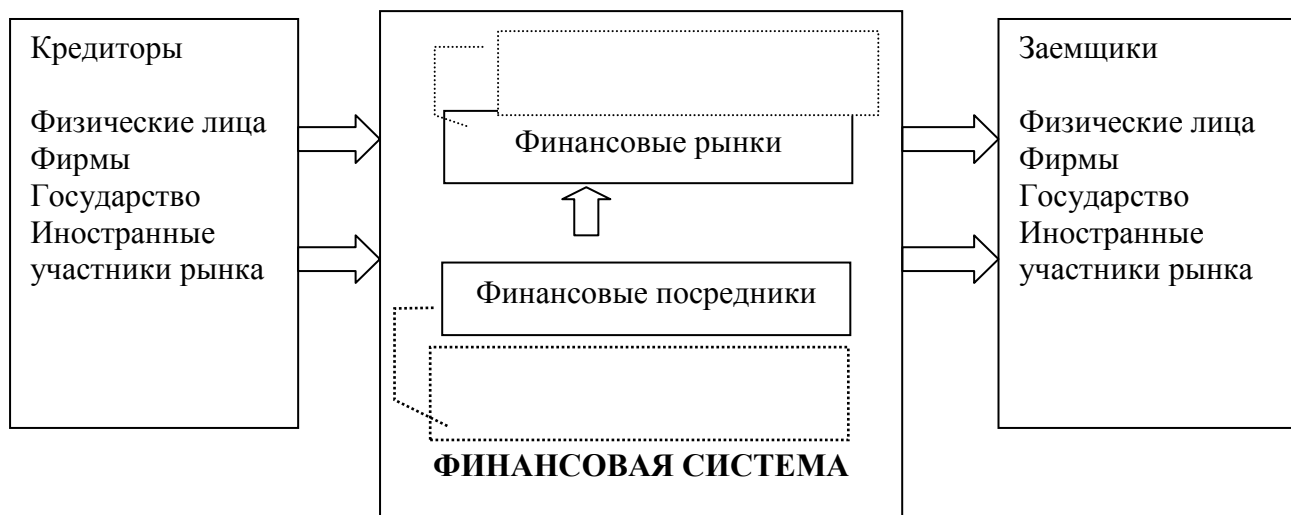 Кредиторы
Физические лица
Фирмы
Государство
Иностранные
участники рынка
Финансовые рынки
Финансовые посредники
ФИНАНСОВАЯ СИСТЕМА
Заемщики
Физические лица
Фирмы
Государство
Иностранные
участники рынка